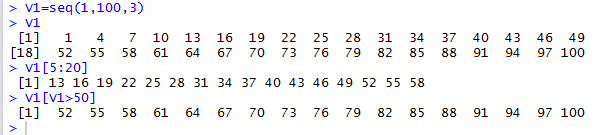 > v1=seq(1,100,3)
> v1
 [1]   1   4   7  10  13  16  19  22  25  28  31  34  37  40  43  46  49
[18]  52  55  58  61  64  67  70  73  76  79  82  85  88  91  94  97 100
> v1[5:20]
 [1] 13 16 19 22 25 28 31 34 37 40 43 46 49 52 55 58
> v1[v1>50]
 [1]  52  55  58  61  64  67  70  73  76  79  82  85  88  91  94  97 100
>